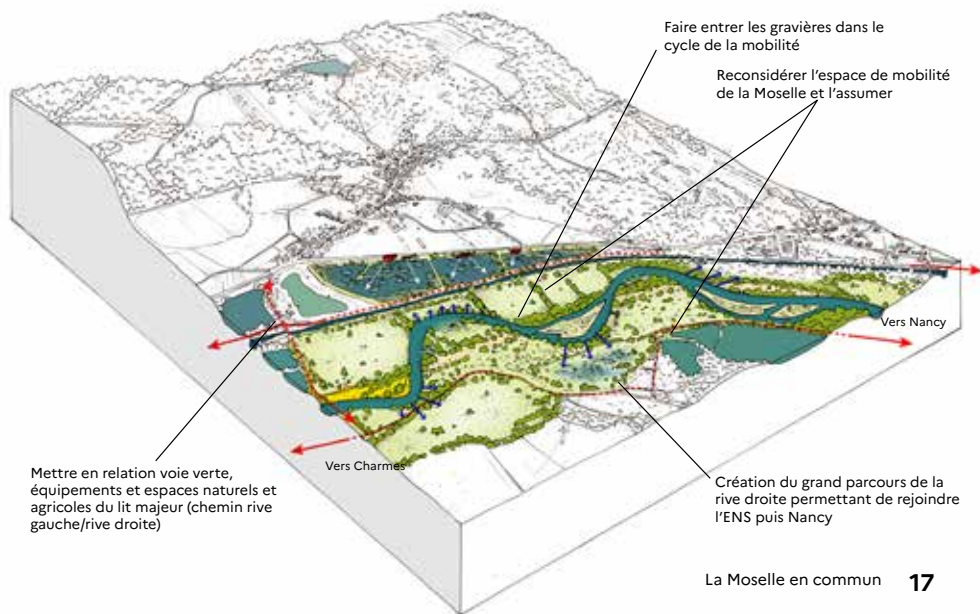 Faire entrer les gravières dans le
cycle de la mobilité
Reconsidérer l'espace de mobilité
de la Moselle et l'assumer
Vers Nancy
Vers Charmes
Mettre en relation voie verte,
équipements et espaces naturels et
agricoles du lit majeur (chemin rive
gauche/rive droite)
Création du grand parcours de la
rive droite permettant de rejoindre
l'ENS puis Nancy
La Moselle en commun 17